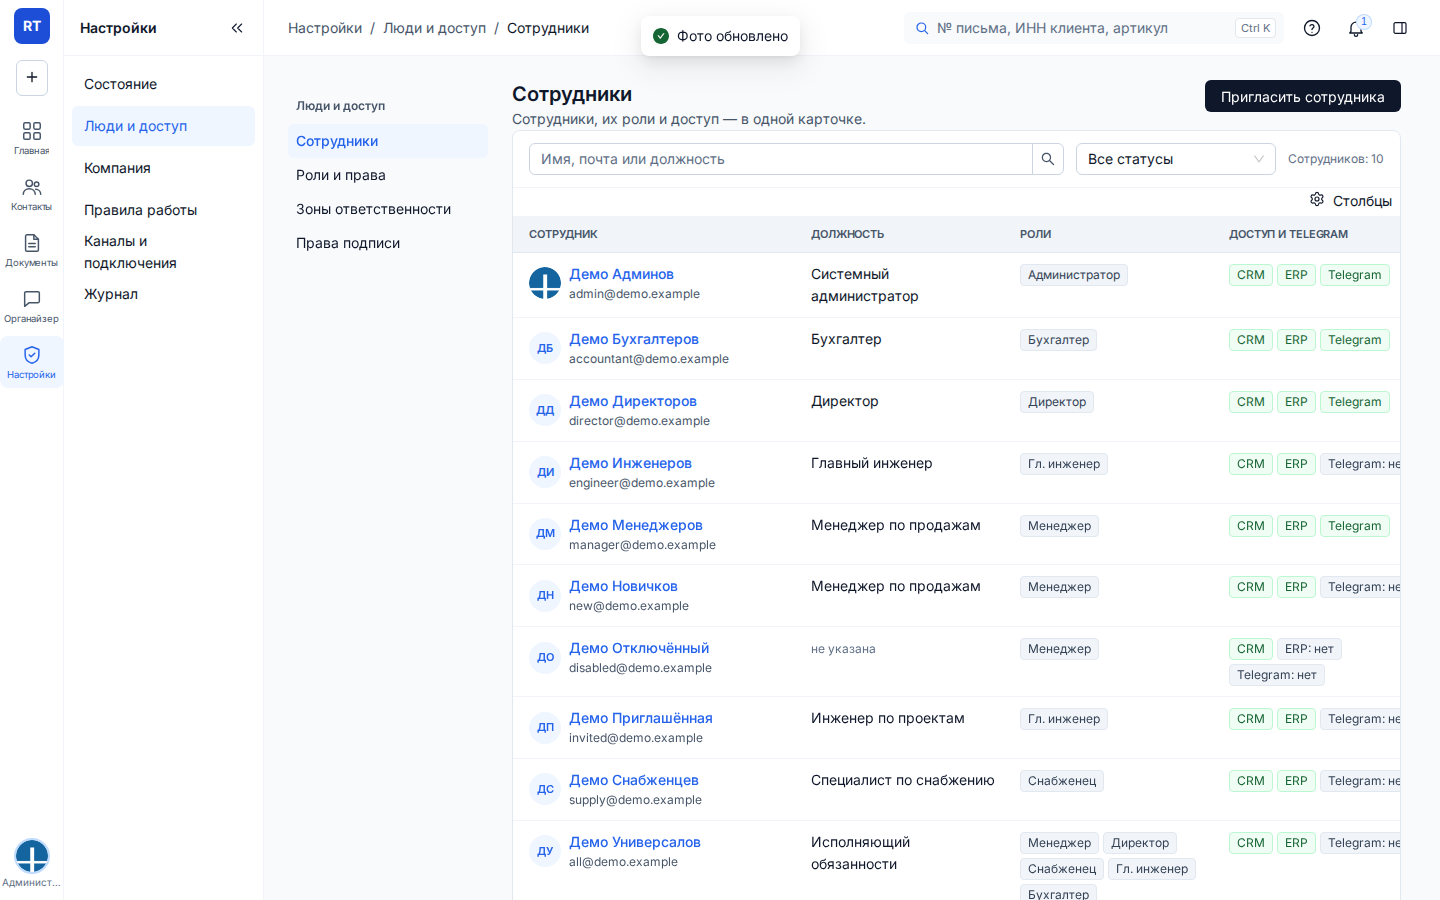 RT
Настройки
Настройки / Люди и доступ / Сотрудники
Фото обновлено
№ письма, ИНН клиента, артикул
Ctrl K
1
+
Главная
Контакты
Документы
Органайзер
Настройки
Админист...
Состояние
Люди и доступ
Компания
Правила работы
Каналы и
подключения
Журнал
Люди и доступ
Сотрудники
Роли и права
Зоны ответственности
Права подписи
Сотрудники
Сотрудники, их роли и доступ — в одной карточке.
Пригласить сотрудника
Имя, почта или должность
Все статусы
Сотрудников: 10
Столбцы
СОТРУДНИК ДОЛЖНОСТЬ РОЛИ ДОСТУП И TELEGRAM
Демо Админов
admin@demo.example
Системный
администратор
Администратор
CRM ERP Telegram
ДБ
Демо Бухгалтеров
accountant@demo.example
Бухгалтер
Бухгалтер
CRM ERP Telegram
ДД
Демо Директоров
director@demo.example
Директор
Директор
CRM ERP Telegram
ДИ
Демо Инженеров
engineer@demo.example
Главный инженер
Гл. инженер
CRM ERP Telegram: не
ДМ
Демо Менеджеров
manager@demo.example
Менеджер по продажам
Менеджер
CRM ERP Telegram
ДН
Демо Новичков
new@demo.example
Менеджер по продажам
Менеджер
CRM ERP Telegram: не
ДО
Демо Отключённый
disabled@demo.example
не указана
Менеджер
CRM ERP: нет
Telegram: нет
ДП
Демо Приглашённая
invited@demo.example
Инженер по проектам
Гл. инженер
CRM ERP Telegram: не
ДС
Демо Снабженцев
supply@demo.example
Специалист по снабжению
Снабженец
CRM ERP Telegram: не
ДУ
Демо Универсалов
all@demo.example
Исполняющий
обязанности
Менеджер Директор
Снабженец Гл. инженер
Бухгалтер
CRM ERP Telegram: не